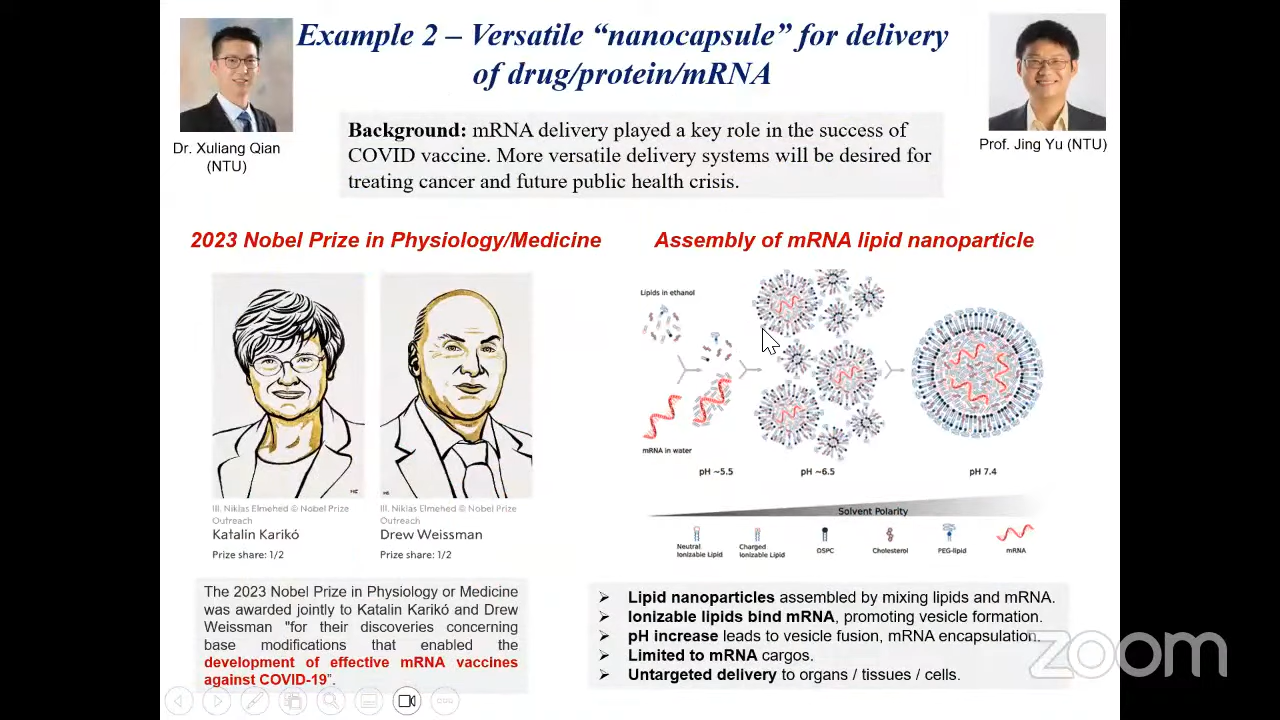 Example 2 – Versatile “nanocapsule” for delivery
of drug/protein/mRNA
Dr. Xuliang Qian
(NTU)
Prof. Jing Yu (NTU)
Background: mRNA delivery played a key role in the success of
COVID vaccine. More versatile delivery systems will be desired for
treating cancer and future public health crisis.
2023 Nobel Prize in Physiology/Medicine
Ill. Niklas Elmehed © Nobel Prize
Outreach
Katalin Karikó
Prize share: 1/2
Ill. Niklas Elmehed © Nobel Prize
Outreach
Drew Weissman
Prize share: 1/2
The 2023 Nobel Prize in Physiology or Medicine
was awarded jointly to Katalin Karikó and Drew
Weissman "for their discoveries concerning
base modifications that enabled the
development of effective mRNA vaccines
against COVID-19”.
Assembly of mRNA lipid nanoparticle
Lipids in ethanol
mRNA in water
pH ~5.5
pH ~6.5
pH 7.4
Solvent Polarity
Neutral
Ionizable Lipid
Charged
Ionizable Lipid
DSPC
Cholesterol
PEG-lipid
mRNA
Lipid nanoparticles assembled by mixing lipids and mRNA.
Ionizable lipids bind mRNA, promoting vesicle formation.
pH increase leads to vesicle fusion, mRNA encapsulation.
Limited to mRNA cargos.
Untargeted delivery to organs / tissues / cells.
zoom